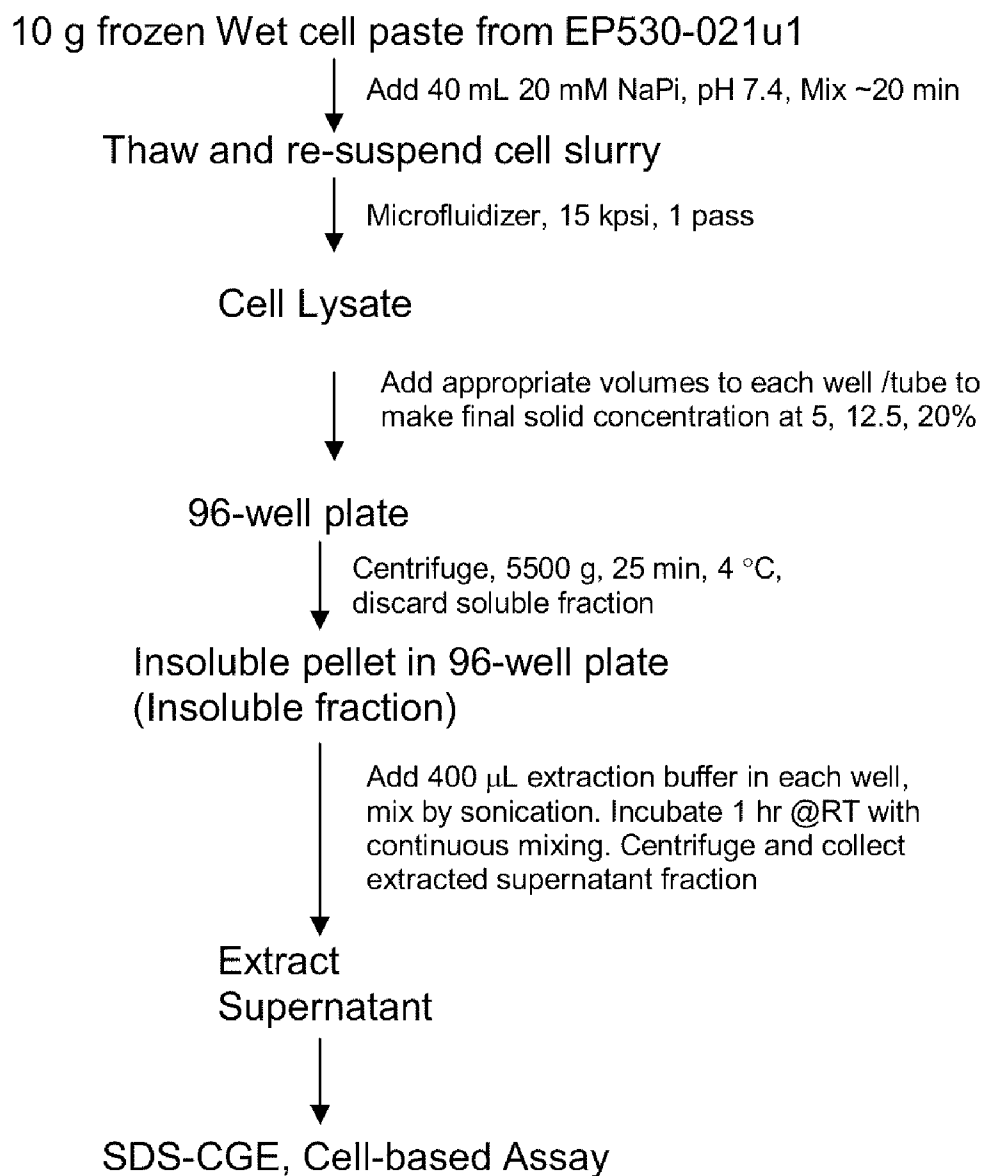 10 g frozen Wet cell paste from EP530-021u1
Add 40 mL 20 mM NaPi, pH 7.4, Mix ~20 min
Thaw and re-suspend cell slurry
Microfluidizer, 15 kpsi, 1 pass
Cell Lysate
Add appropriate volumes to each well /tube to
make final solid concentration at 5, 12.5, 20%
96-well plate
Centrifuge, 5500 g, 25 min, 4 °C,
discard soluble fraction
Insoluble pellet in 96-well plate
(Insoluble fraction)
Add 400 μL extraction buffer in each well,
mix by sonication. Incubate 1 hr @RT with
continuous mixing. Centrifuge and collect
extracted supernatant fraction
Extract
Supernatant
SDS-CGE, Cell-based Assay